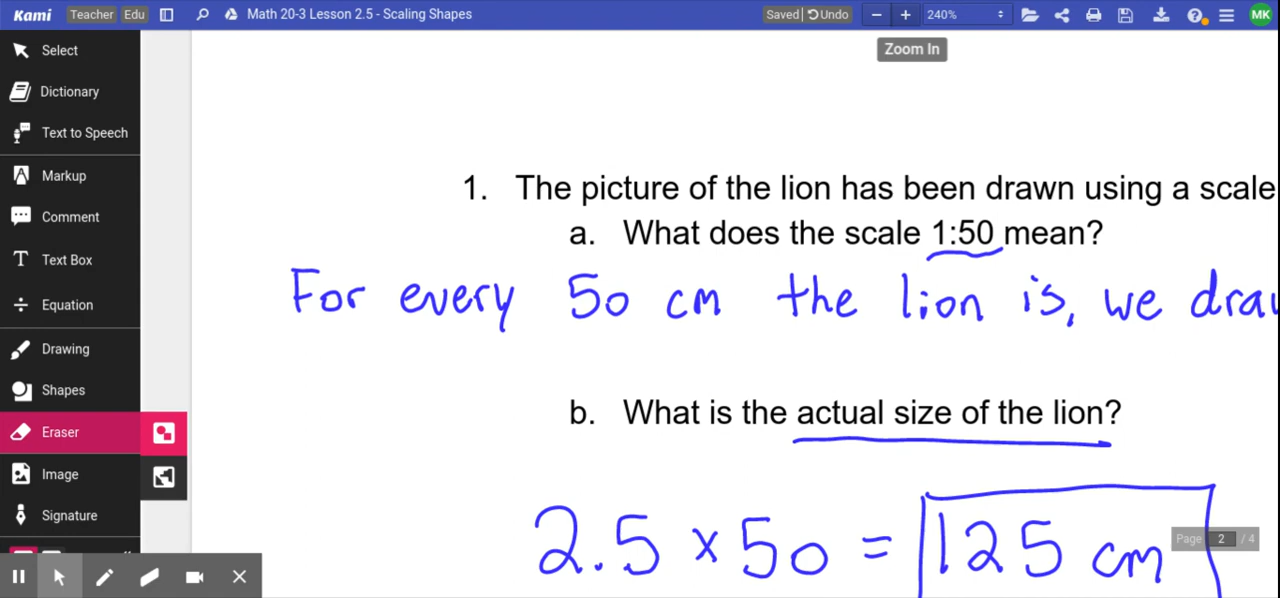 Kami Teacher Edu Math 20-3 Lesson 2.5 - Scaling Shapes Saved Undo 240% MK
Zoom In
Select
Dictionary
Text to Speech
Markup
Comment
Text Box
Equation
Drawing
Shapes
Eraser
Image
Signature
1. The picture of the lion has been drawn using a scale
a. What does the scale 1:50 mean?
For every 50 cm the lion is, we draw
b. What is the actual size of the lion?
2.5 x 50 = 125 cm
Page 2 / 4